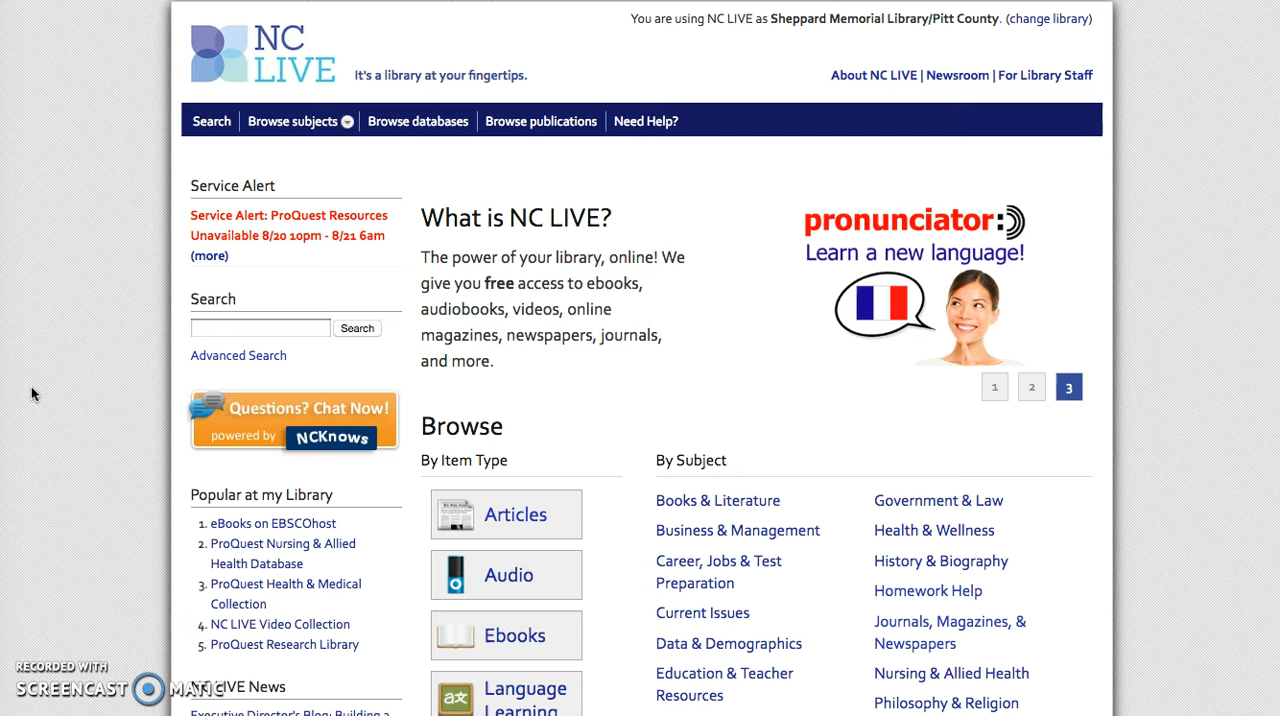 You are using NC LIVE as Sheppard Memorial Library/Pitt County. (change library)
NC
LIVE
It's a library at your fingertips.
About NC LIVE | Newsroom | For Library Staff
Search
Browse subjects
Browse databases
Browse publications
Need Help?
Service Alert
Service Alert: ProQuest Resources
Unavailable 8/20 10pm - 8/21 6am
(more)
Search
Search
Advanced Search
Questions? Chat Now!
powered by NCKnows
Popular at my Library
1. eBooks on EBSCOhost
2. ProQuest Nursing & Allied
Health Database
3. ProQuest Health & Medical
Collection
4. NC LIVE Video Collection
5. ProQuest Research Library
NC LIVE News
Executive Director's Blog: Building a
What is NC LIVE?
The power of your library, online! We
give you free access to ebooks,
audiobooks, videos, online
magazines, newspapers, journals,
and more.
pronunciator:
Learn a new language!
1
2
3
Browse
By Item Type
Articles
Audio
Ebooks
Language
Learning
By Subject
Books & Literature
Business & Management
Career, Jobs & Test
Preparation
Current Issues
Data & Demographics
Education & Teacher
Resources
Government & Law
Health & Wellness
History & Biography
Homework Help
Journals, Magazines, &
Newspapers
Nursing & Allied Health
Philosophy & Religion
RECORDED WITH
SCREENCAST MATIC